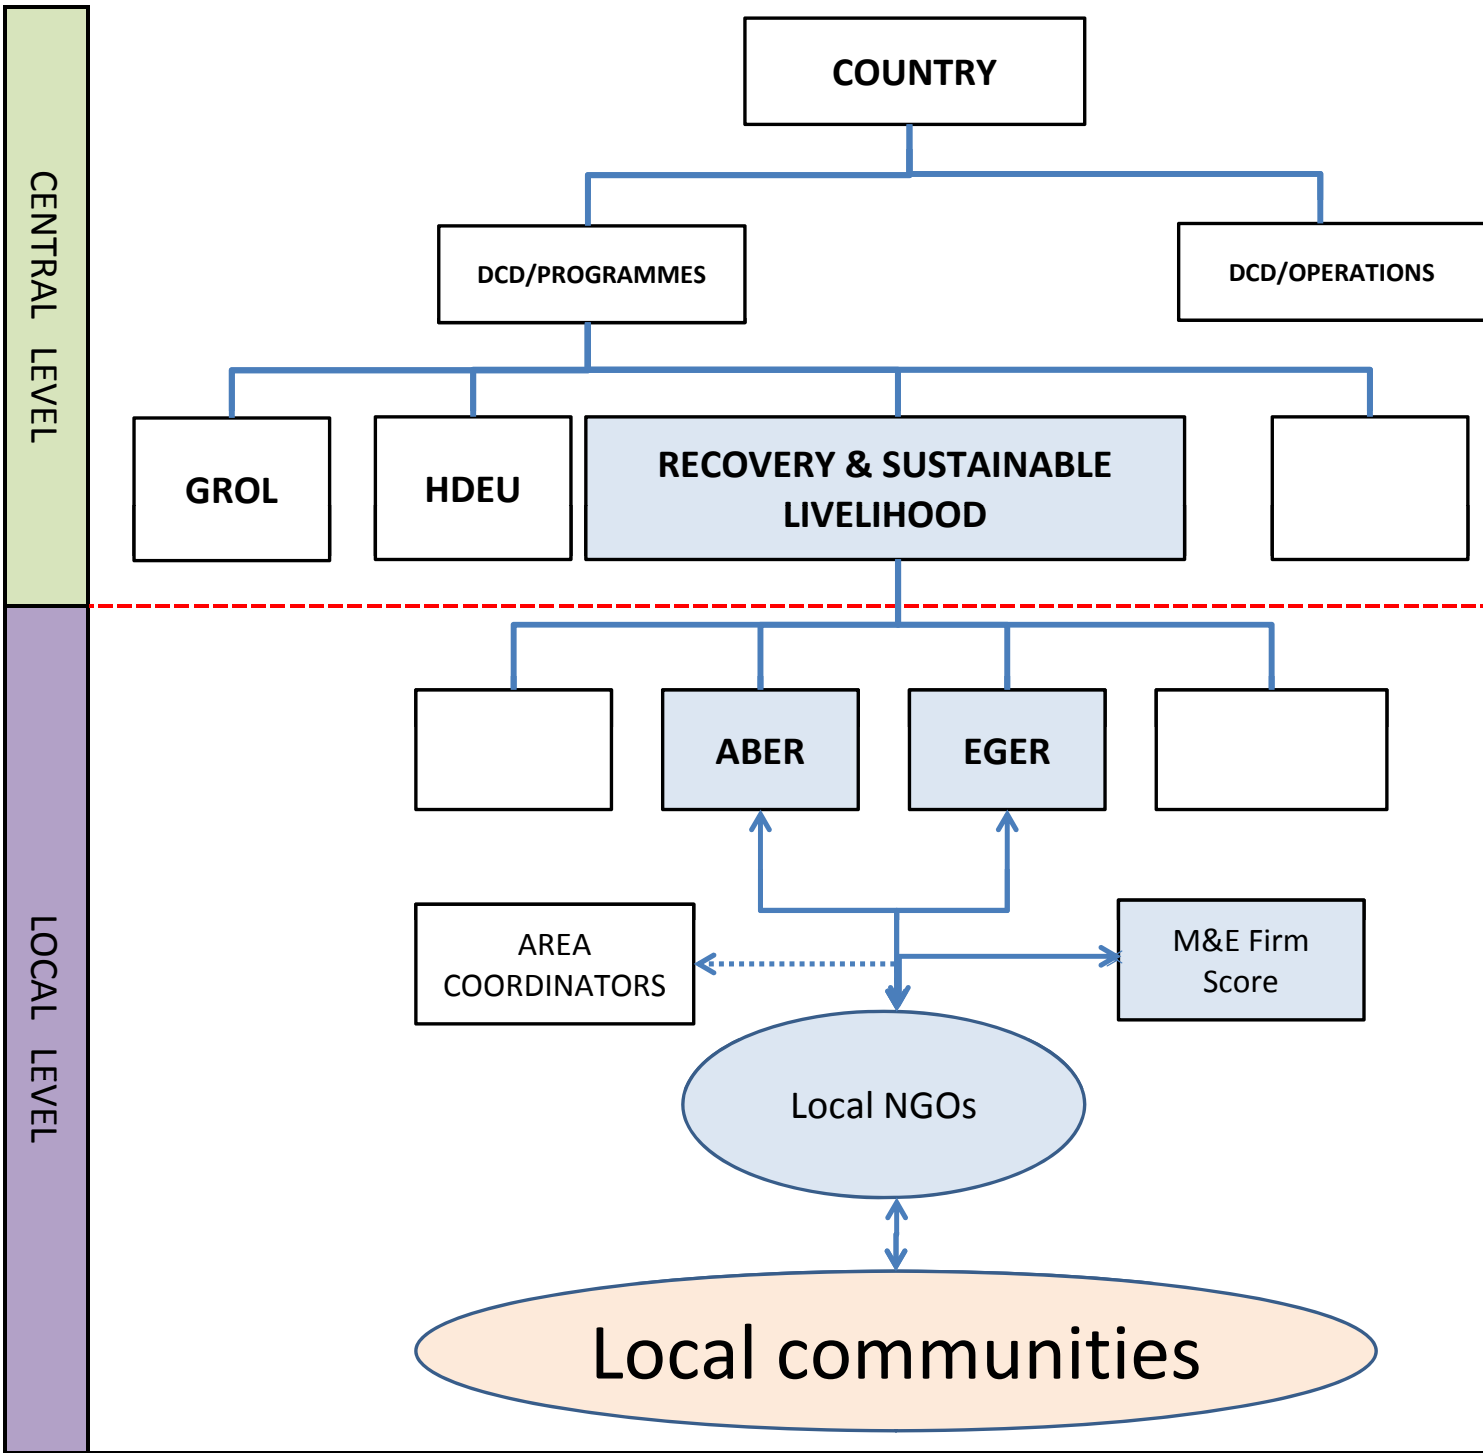 COUNTRY
DCD/PROGRAMMES
DCD/OPERATIONS
CENTRAL LEVEL
GROL
HDEU
RECOVERY & SUSTAINABLE
LIVELIHOOD
ABER
EGER
LOCAL LEVEL
AREA
COORDINATORS
M&E Firm
Score
Local NGOs
Local communities